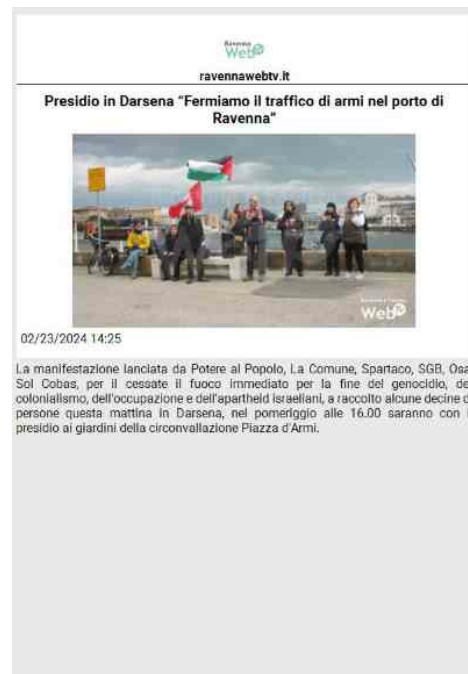 Ravenna
Web
ravennawebtv.it
Presidio in Darsena “Fermiamo il traffico di armi nel porto di
Ravenna”
Web
02/23/2024 14:25
La manifestazione lanciata da Potere al Popolo, La Comune, Spartaco, SGB, Osa
Sol Cobas, per il cessate il fuoco immediato per la fine del genocidio, de
colonialismo, dell'occupazione e dell'apartheid israeliani, a raccolto alcune decine d
persone questa mattina in Darsena, nel pomeriggio alle 16.00 saranno con i
presidio ai giardini della circonvallazione Piazza d'Armi.